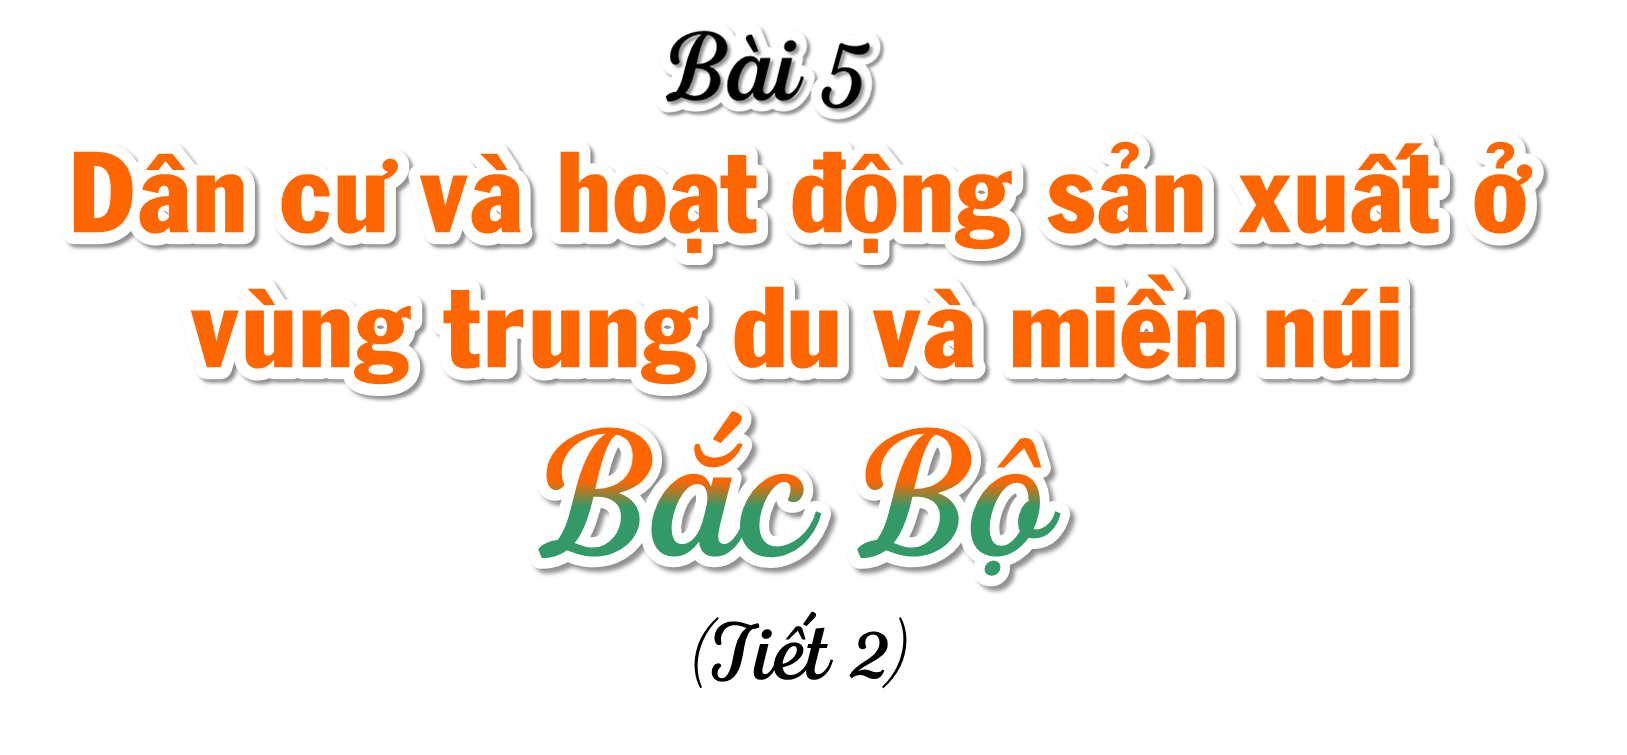 Bài 5
Dân cư và hoạt động sản xuất ở
vùng trung du và miền núi
Bắc Bộ
(Tiết 2)